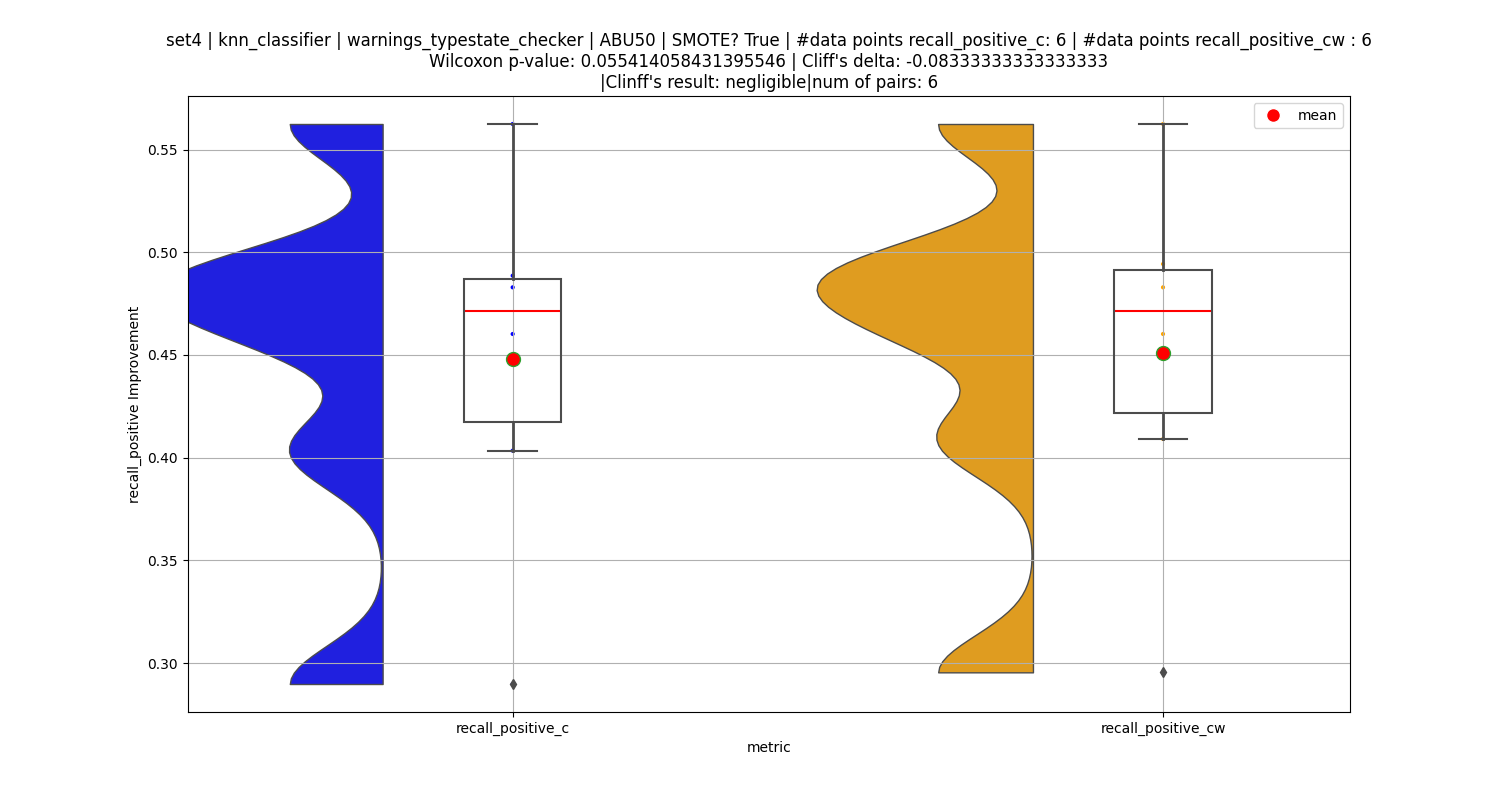 set4 | knn_classifier | warnings_typestate_checker | ABU50 | SMOTE? True | #data points recall_positive_c: 6 | #data points recall_positive_cw : 6
Wilcoxon p-value: 0.055414058431395546 | Cliff's delta: -0.08333333333333333
|Clinff's result: negligible|num of pairs: 6
mean
0.55
0.50
0.45
0.40
0.35
0.30
recall_positive Improvement
recall_positive_c
recall_positive_cw
metric